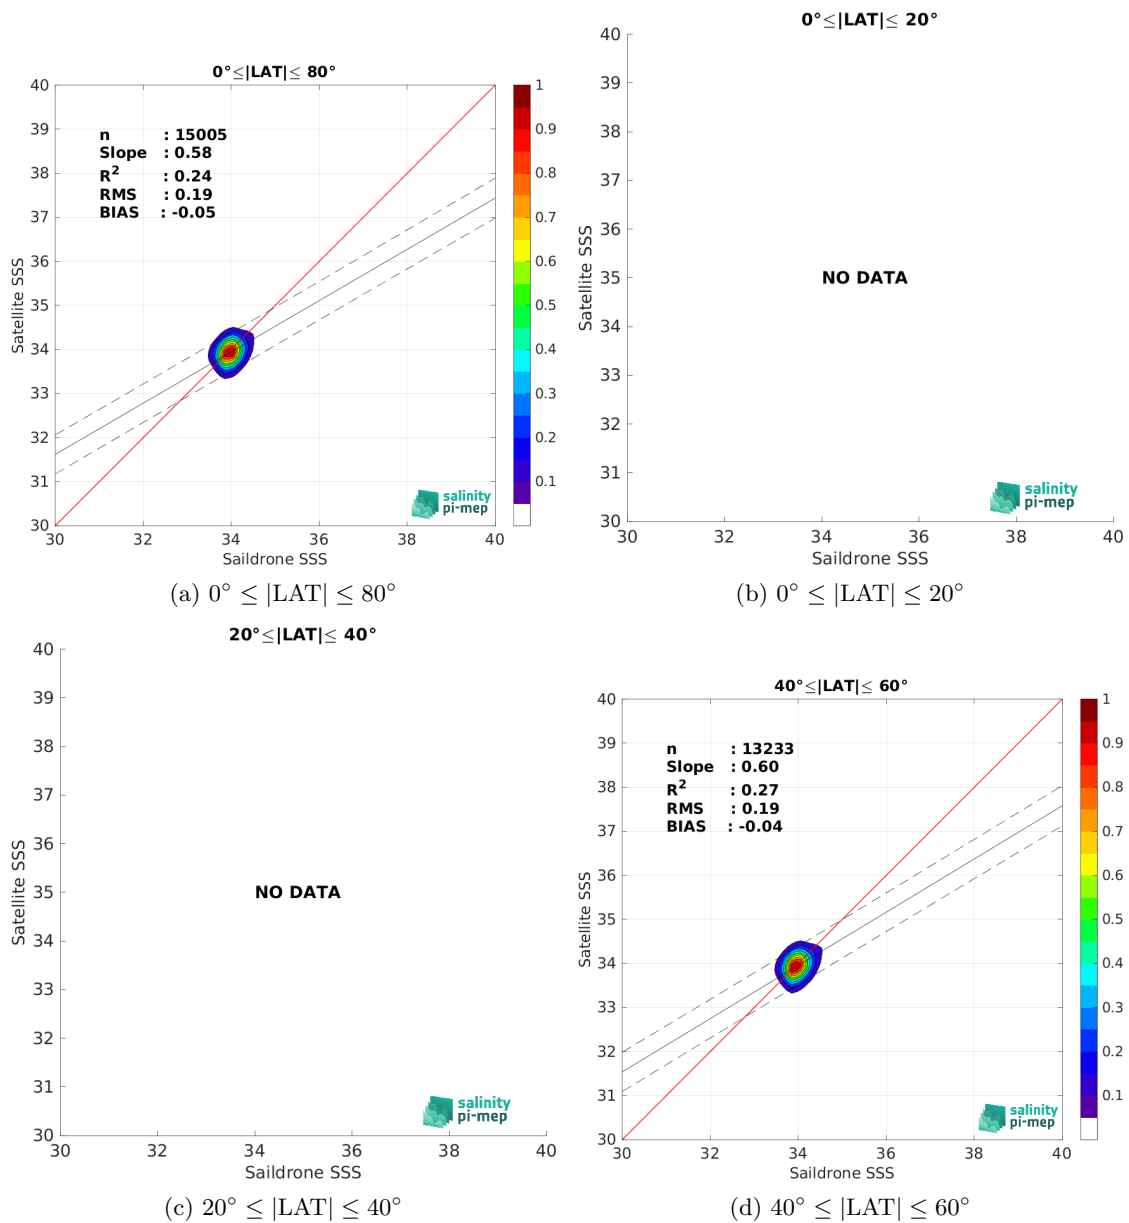 0°≤|LAT|≤ 80°
40
39
38
37
36
35
34
33
32
31
30
30 32 34 36 38 40
Satellite SSS
Saildrone SSS
n : 15005
Slope : 0.58
R² : 0.24
RMS : 0.19
BIAS : -0.05
1
0.9
0.8
0.7
0.6
0.5
0.4
0.3
0.2
0.1
salinity
pi-mep
(a) 0° ≤ |LAT| ≤ 80°
0°≤|LAT|≤ 20°
40
39
38
37
36
35
34
33
32
31
30
30 32 34 36 38 40
Satellite SSS
Saildrone SSS
NO DATA
salinity
pi-mep
(b) 0° ≤ |LAT| ≤ 20°
20°≤|LAT|≤ 40°
40
39
38
37
36
35
34
33
32
31
30
30 32 34 36 38 40
Satellite SSS
Saildrone SSS
NO DATA
salinity
pi-mep
(c) 20° ≤ |LAT| ≤ 40°
40°≤|LAT|≤ 60°
40
39
38
37
36
35
34
33
32
31
30
30 32 34 36 38 40
Satellite SSS
Saildrone SSS
n : 13233
Slope : 0.60
R² : 0.27
RMS : 0.19
BIAS : -0.04
1
0.9
0.8
0.7
0.6
0.5
0.4
0.3
0.2
0.1
salinity
pi-mep
(d) 40° ≤ |LAT| ≤ 60°